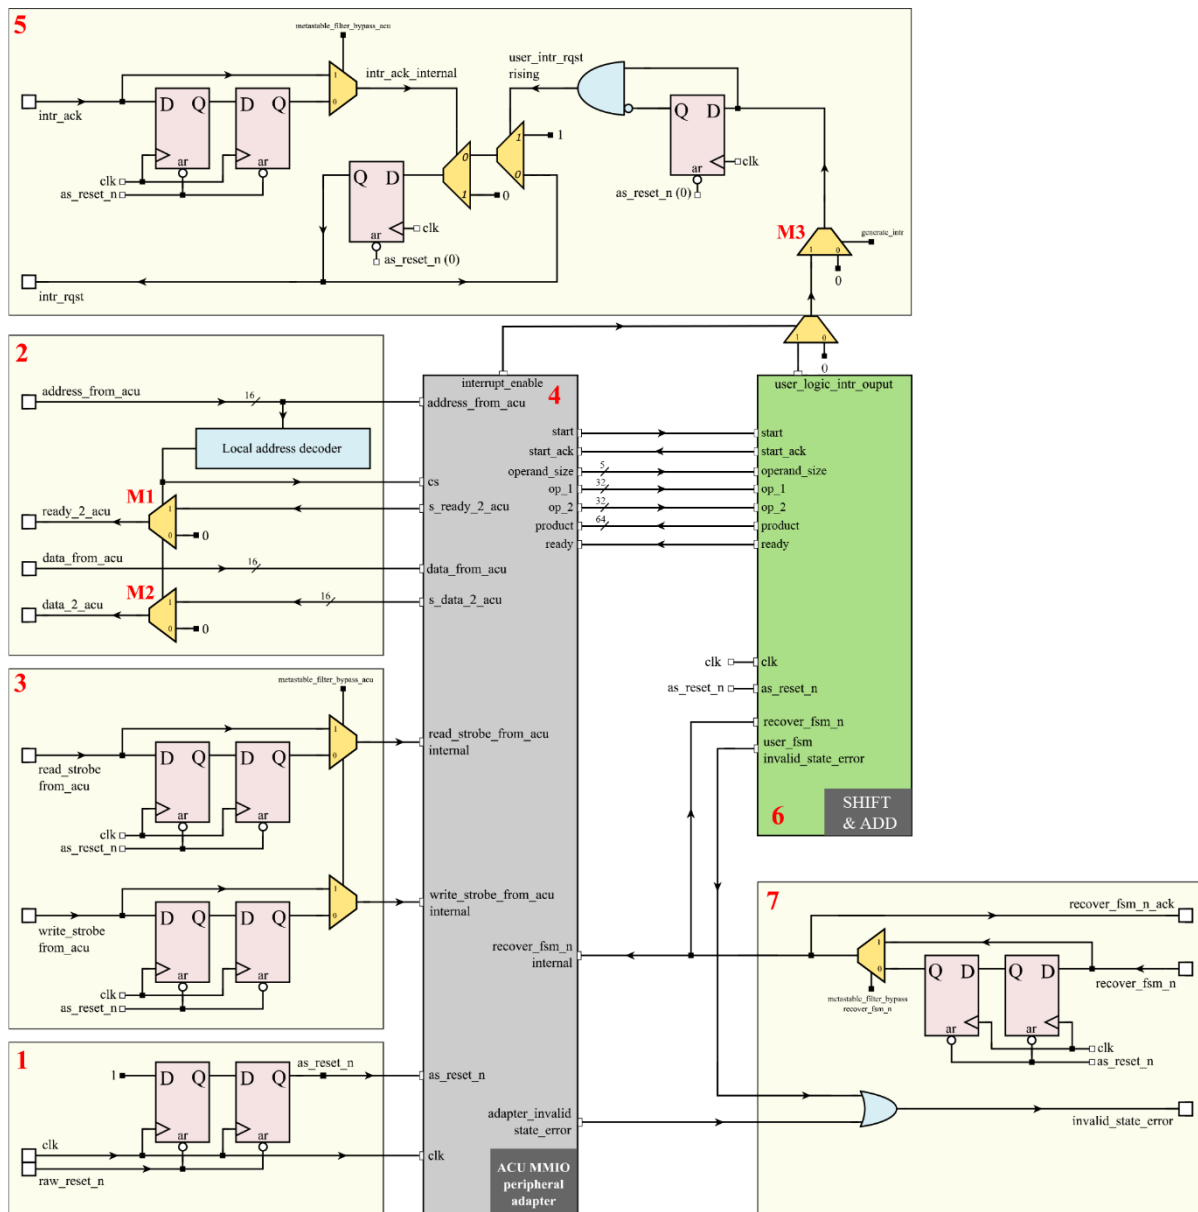 5
metastable_filter_bypass_acu
user_intr_rqst
rising
intr_ack_internal
1
0
D Q
D Q
intr_ack
ar
ar
clk
as_reset_n
1
0
1
0
0
1
0
Q D
ar
clk
as_reset_n (0)
Q D
ar
clk
as_reset_n (0)
M3
generate_intr
1
0
0
intr_rqst
1
0
0
2
address_from_acu
16
Local address decoder
M1
ready_2_acu
1
0
0
data_from_acu
16
M2
data_2_acu
1
0
0
16
interrupt_enable
4
address_from_acu
start
start_ack
operand_size
op_1
op_2
product
ready
cs
s_ready_2_acu
data_from_acu
s_data_2_acu
5
32
32
64
user_logic_intr_ouput
start
start_ack
operand_size
op_1
op_2
product
ready
clk
clk
as_reset_n
as_reset_n
recover_fsm_n
user_fsm
invalid_state_error
6
SHIFT
& ADD
3
metastable_filter_bypass_acu
1
0
D Q
D Q
read_strobe
from_acu
ar
ar
clk
as_reset_n
read_strobe_from_acu
internal
1
0
D Q
D Q
write_strobe
from_acu
ar
ar
clk
as_reset_n
write_strobe_from_acu
internal
recover_fsm_n
internal
7
recover_fsm_n_ack
1
0
metastable_filter_bypass
recover_fsm_n
Q D
Q D
recover_fsm_n
ar
ar
clk
as_reset_n
invalid_state_error
1
1
D Q
D Q
as_reset_n
ar
ar
clk
raw_reset_n
as_reset_n
adapter_invalid
state_error
clk
ACU MMIO
peripheral
adapter